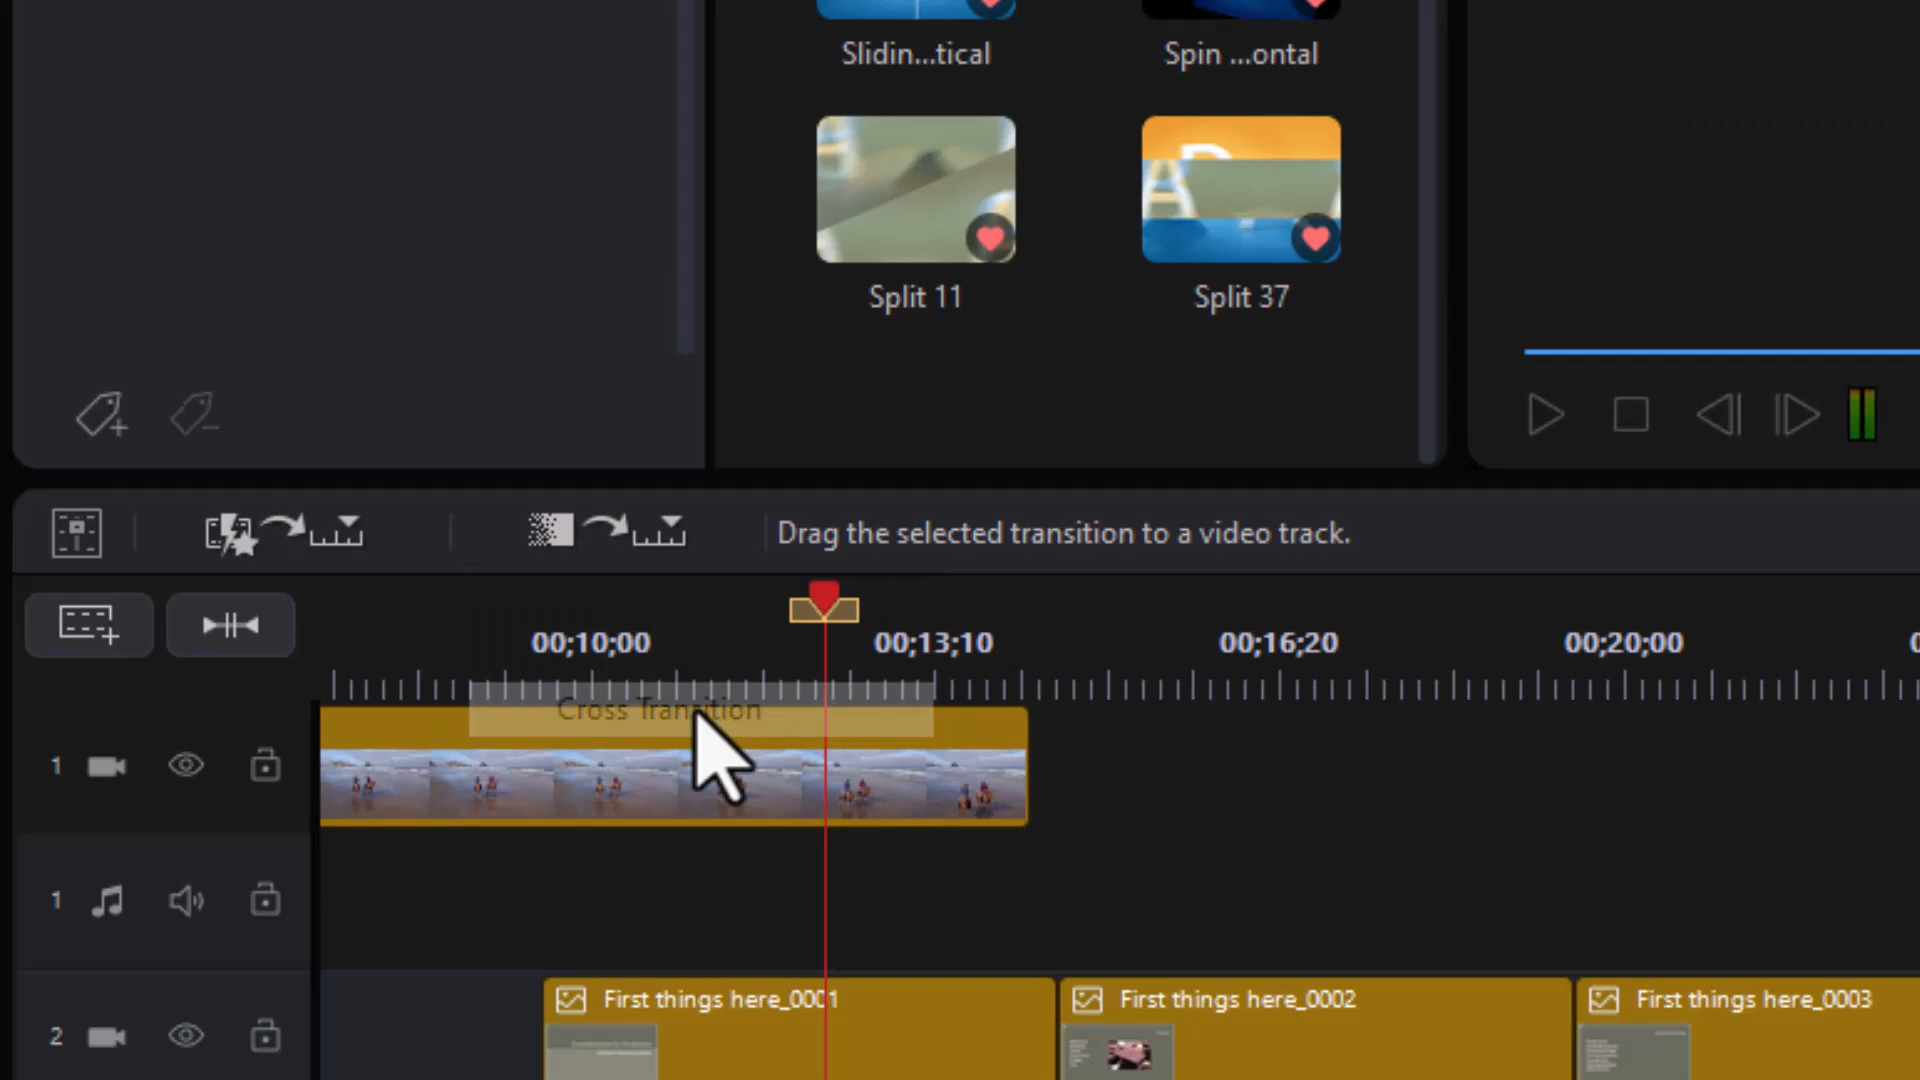 Slidin...tical
Spin ...ontal
Split 11
Split 37
Drag the selected transition to a video track.
00;10;00
00;13;10
00;16;20
00;20;00
Cross Transition
1
1
First things here_0001
First things here_0002
First things here_0003
2